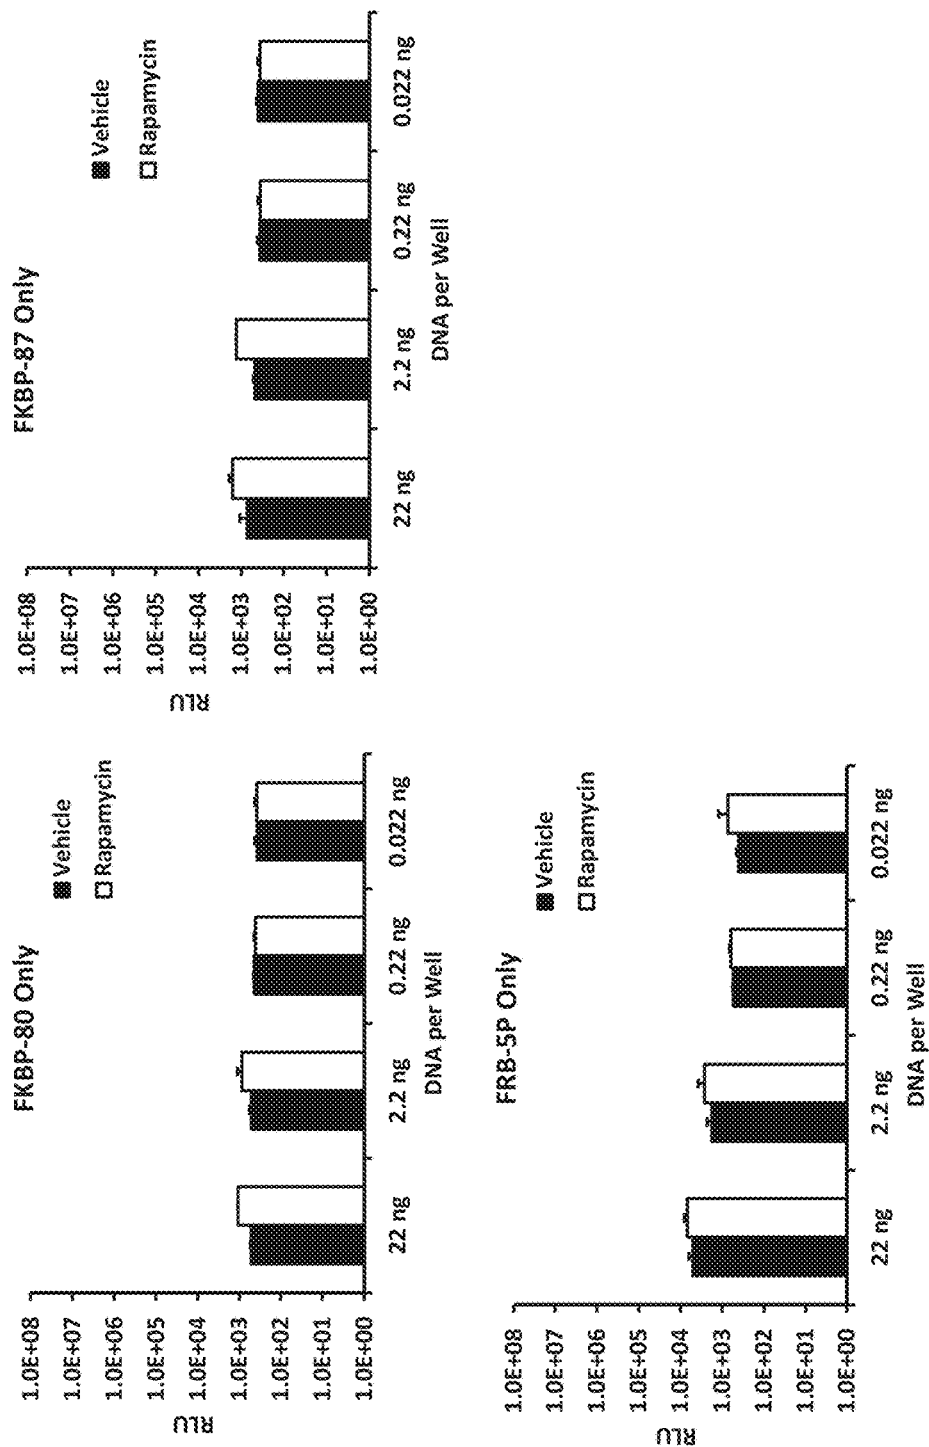 FKBP-80 Only
Vehicle
Rapamycin
1.0E+08
1.0E+07
1.0E+06
1.0E+05
1.0E+04
1.0E+03
1.0E+02
1.0E+01
1.0E+00
RLU
22 ng
2.2 ng
0.22 ng
0.022 ng
DNA per Well
FKBP-87 Only
Vehicle
Rapamycin
1.0E+08
1.0E+07
1.0E+06
1.0E+05
1.0E+04
1.0E+03
1.0E+02
1.0E+01
1.0E+00
RLU
22 ng
2.2 ng
0.22 ng
0.022 ng
DNA per Well
FRB-5P Only
Vehicle
Rapamycin
1.0E+08
1.0E+07
1.0E+06
1.0E+05
1.0E+04
1.0E+03
1.0E+02
1.0E+01
1.0E+00
RLU
22 ng
2.2 ng
0.22 ng
0.022 ng
DNA per Well